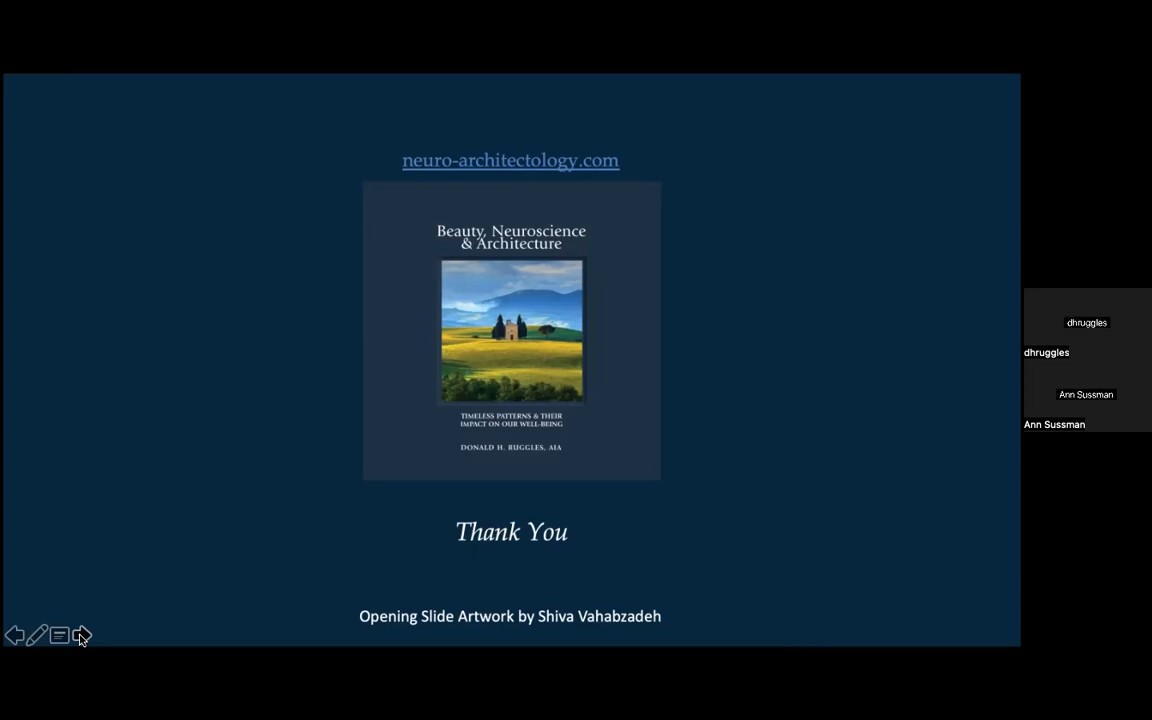 neuro-architectology.com
Beauty, Neuroscience
& Architecture
TIMELESS PATTERNS & THEIR
IMPACT ON OUR WELL-BEING
DONALD H. RUGGLES, AIA
Thank You
Opening Slide Artwork by Shiva Vahabzadeh
dhruggles
dhruggles
Ann Sussman
Ann Sussman